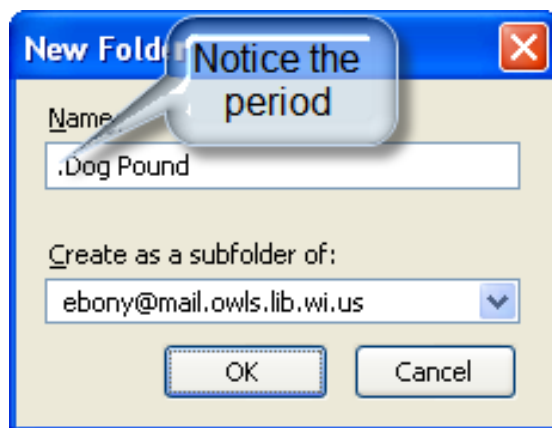 New Fold
Notice the
period
Name
.Dog Pound
Create as a subfolder of:
ebony@mail.owls.lib.wi.us
OK
Cancel